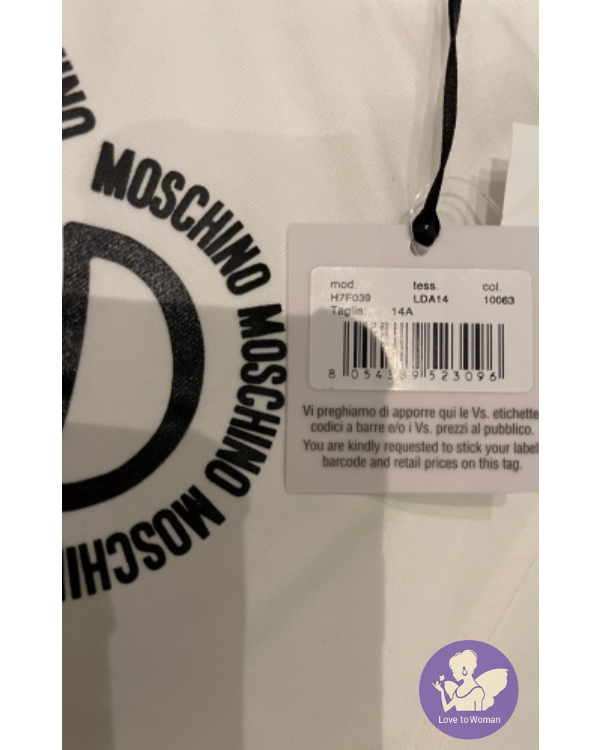 MOSCHINO
MOSCHINO
MOSCHINO
mod. tess. col.
H7F039 LDA14 10063
Taglia: 14A
8 054389 523096
Vi preghiamo di apporre qui le Vs. etichette
codici a barre e/o i Vs. prezzi al pubblico.
You are kindly requested to stick your label
barcode and retail prices on this tag.
Love to Woman